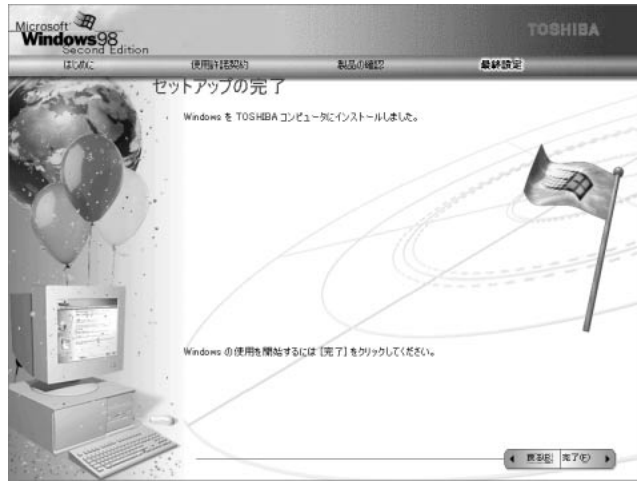 Microsoft
Windows98
Second Edition
TOSHIBA
はじめに
使用許諾契約
製品の確認
最終設定
セットアップの完了
Windows を TOSHIBA コンピュータにインストールしました。
Windows の使用を開始するには [完了] をクリックしてください。
戻る(B)
完了(F)